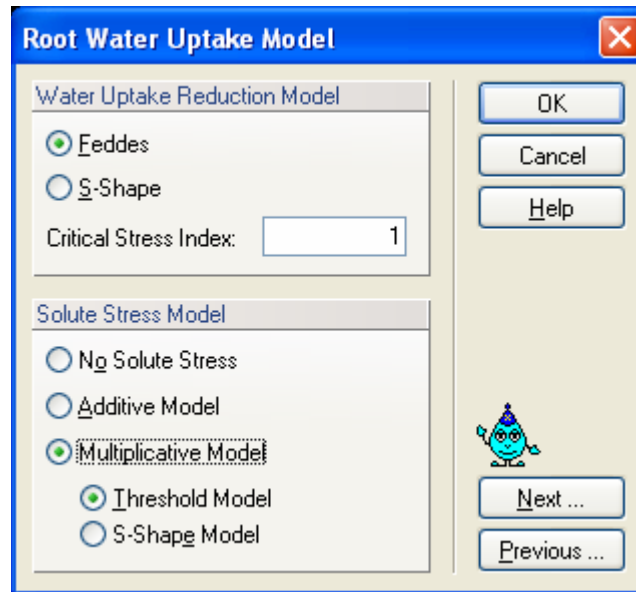 Root Water Uptake Model
Water Uptake Reduction Model
Feddes
S-Shape
Critical Stress Index: 1
Solute Stress Model
No Solute Stress
Additive Model
Multiplicative Model
Threshold Model
S-Shape Model
OK
Cancel
Help
Next ...
Previous ...